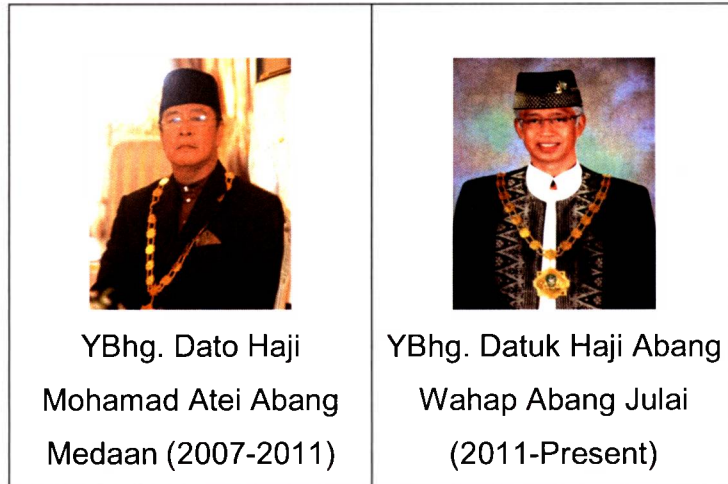 YBhg. Dato Haji
Mohamad Atei Abang
Medaan (2007-2011)
YBhg. Datuk Haji Abang
Wahap Abang Julai
(2011-Present)